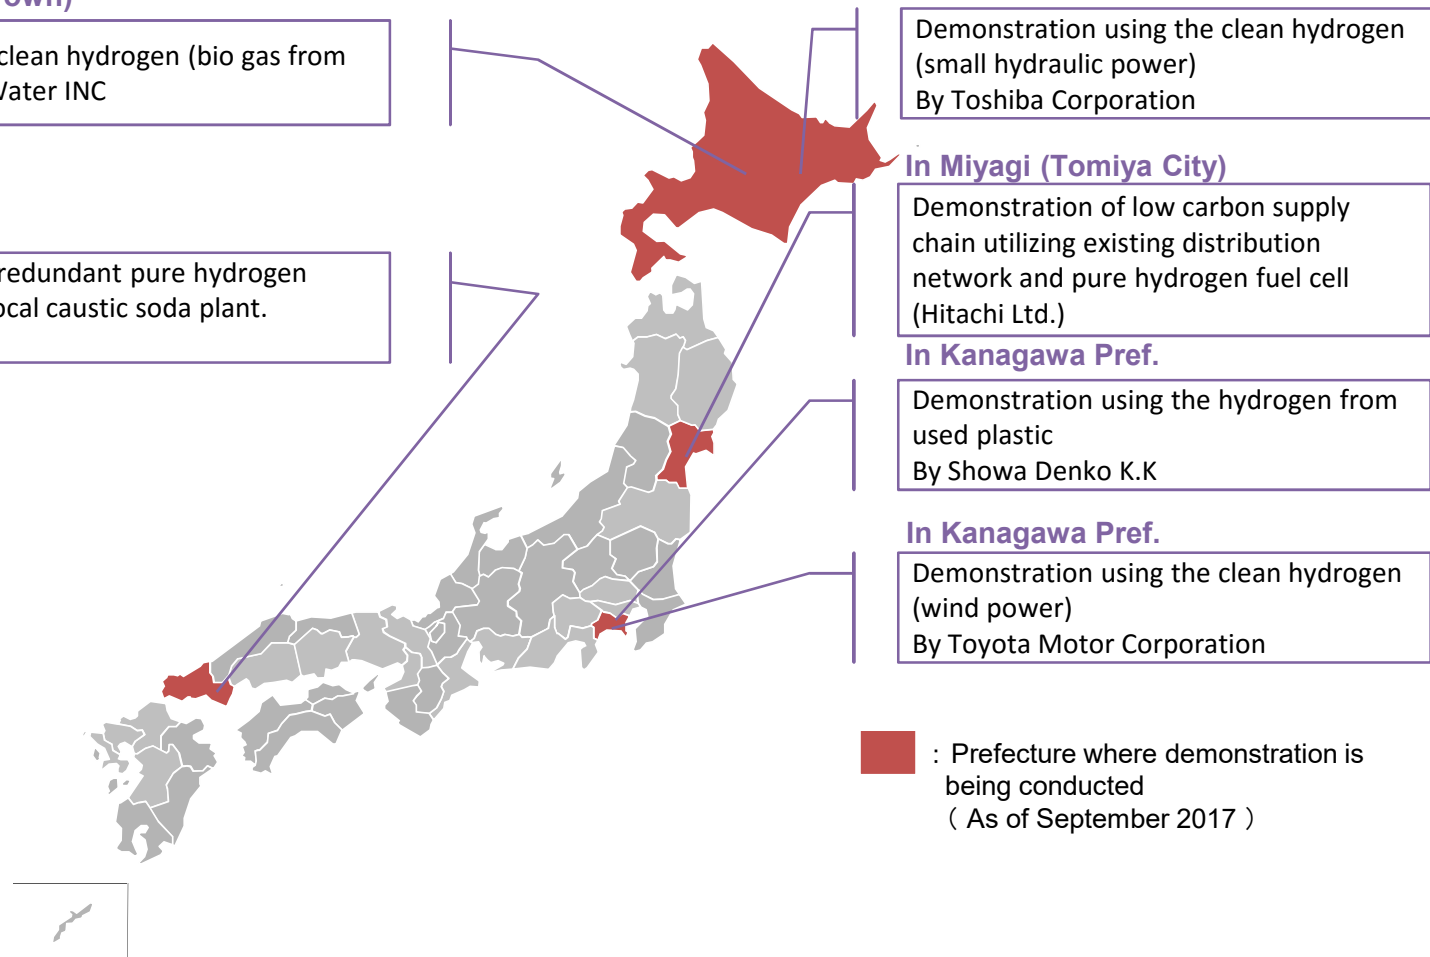 clean hydrogen (bio gas from
Water INC
redundant pure hydrogen
local caustic soda plant.
Demonstration using the clean hydrogen
(small hydraulic power)
By Toshiba Corporation
In Miyagi (Tomiya City)
Demonstration of low carbon supply
chain utilizing existing distribution
network and pure hydrogen fuel cell
(Hitachi Ltd.)
In Kanagawa Pref.
Demonstration using the hydrogen from
used plastic
By Showa Denko K.K
In Kanagawa Pref.
Demonstration using the clean hydrogen
(wind power)
By Toyota Motor Corporation
: Prefecture where demonstration is
being conducted
( As of September 2017 )